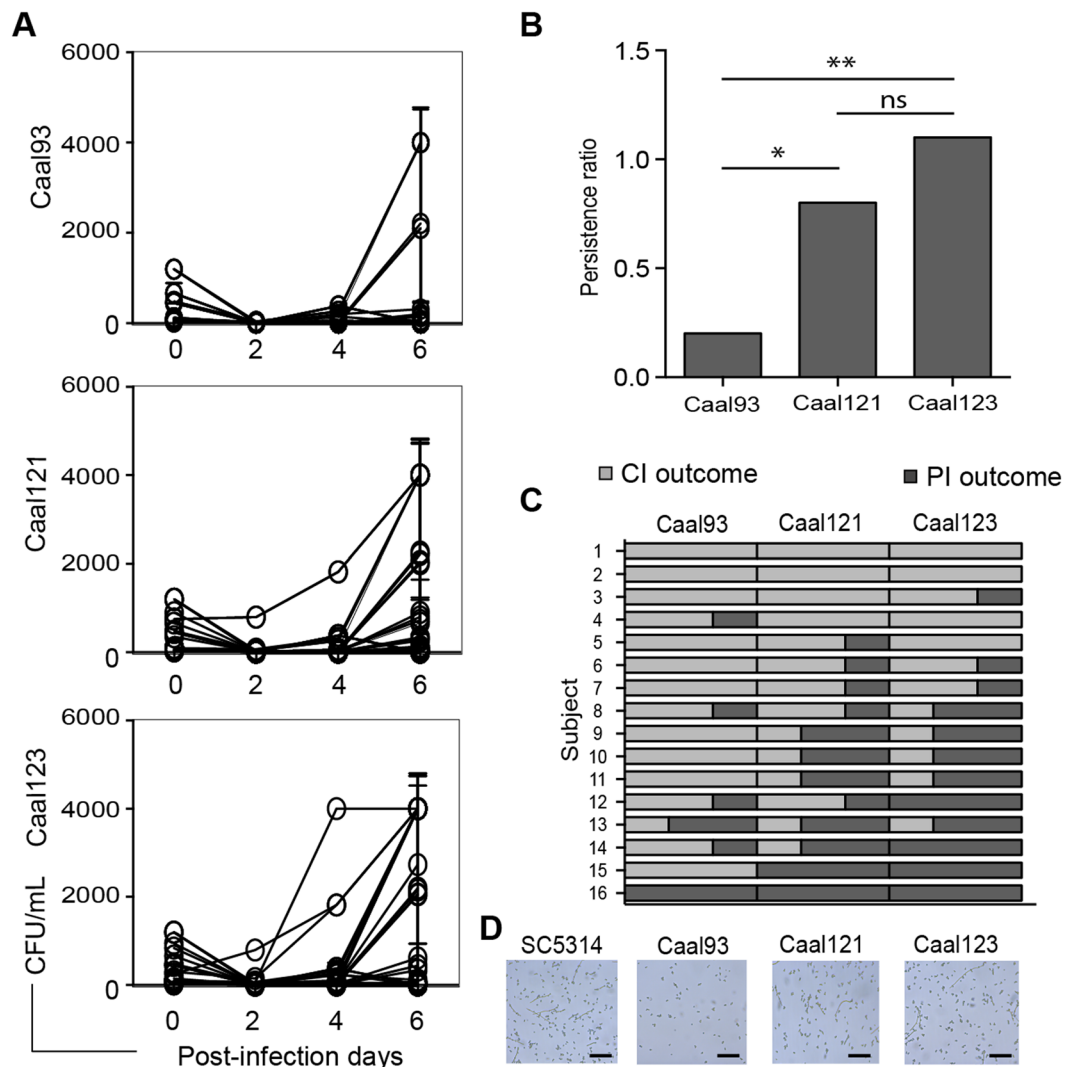 A
Caal93
6000
4000
2000
0
0 2 4 6
Caal121
6000
4000
2000
0
0 2 4 6
CFU/mL Caal123
6000
4000
2000
0
0 2 4 6
Post-infection days
B
Persistence ratio
1.5
1.0
0.5
0.0
**
ns
*
Caal93 Caal121 Caal123
CI outcome PI outcome
C
Caal93 Caal121 Caal123
Subject
1
2
3
4
5
6
7
8
9
10
11
12
13
14
15
16
D
SC5314 Caal93 Caal121 Caal123